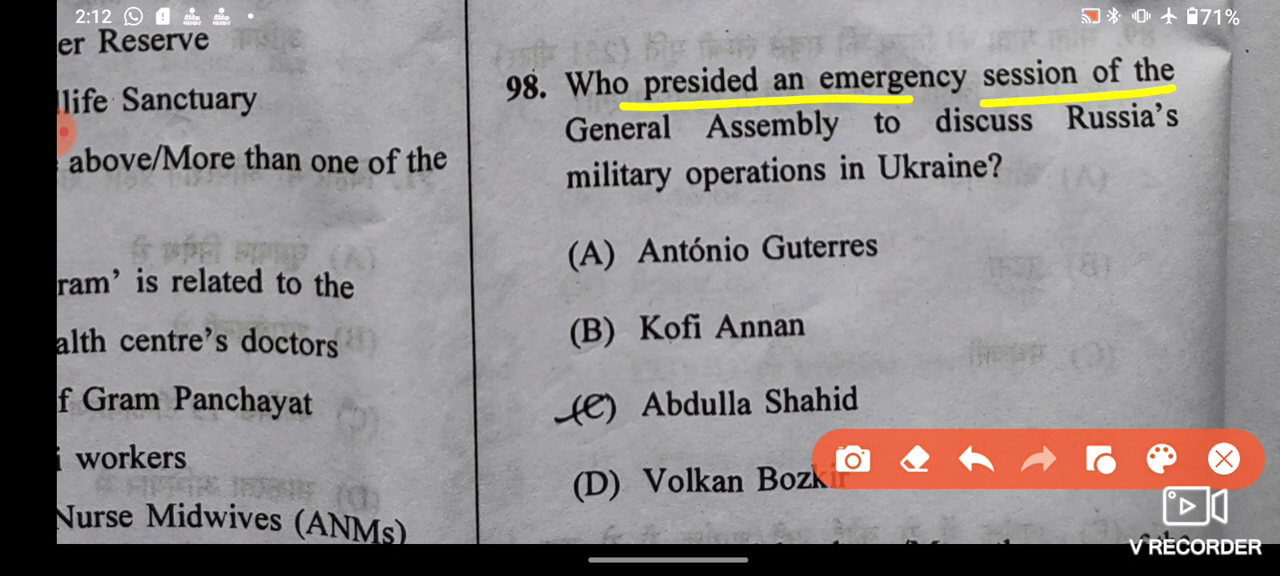 2:12
71%
er Reserve
life Sanctuary
above/More than one of the
ram’ is related to the
alth centre’s doctors
f Gram Panchayat
workers
Nurse Midwives (ANMs)
98. Who presided an emergency session of the
General Assembly to discuss Russia’s
military operations in Ukraine?
(A) António Guterres
(B) Kofi Annan
(C) Abdulla Shahid
(D) Volkan Bozkir
V RECORDER